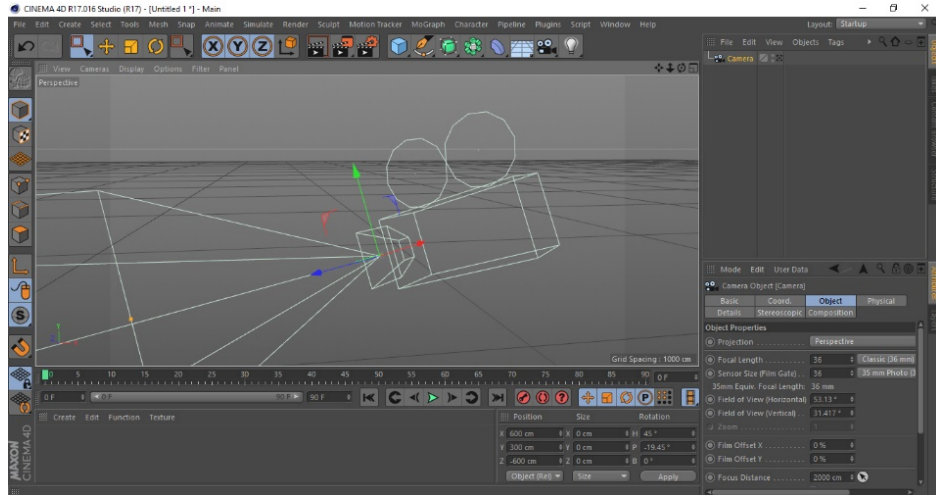 CINEMA 4D R17.016 Studio (R17) - [Untitled 1 *] - Main
File Edit Create Select Tools Mesh Snap Animate Simulate Render Sculpt Motion Tracker MoGraph Character Pipeline Plugins Script Window Help Layout: Startup
X Y Z
File Edit View Objects Tags
Camera
View Cameras Display Options Filter Panel
Perspective
Y
Grid Spacing : 1000 cm
0 5 10 15 20 25 30 35 40 45 50 55 60 65 70 75 80 85 90 0 F
0 F 0 F 90 F 90 F
Create Edit Function Texture
Position Size Rotation
X 600 cm X 0 cm H 45 °
Y 300 cm Y 0 cm P -19.45 °
Z -600 cm Z 0 cm B 0 °
Object (Rel) Size Apply
MAXON
CINEMA 4D
Mode Edit User Data
Camera Object [Camera]
Basic Coord. Object Physical
Details Stereoscopic Composition
Object Properties
Projection Perspective
Focal Length 36 Classic (36 mm)
Sensor Size (Film Gate) 36 35 mm Photo (3
35mm Equiv. Focal Length: 36 mm
Field of View (Horizontal) 53.13 °
Field of View (Vertical) 31.417 °
Zoom 1
Film Offset X 0 %
Film Offset Y 0 %
Focus Distance 2000 cm